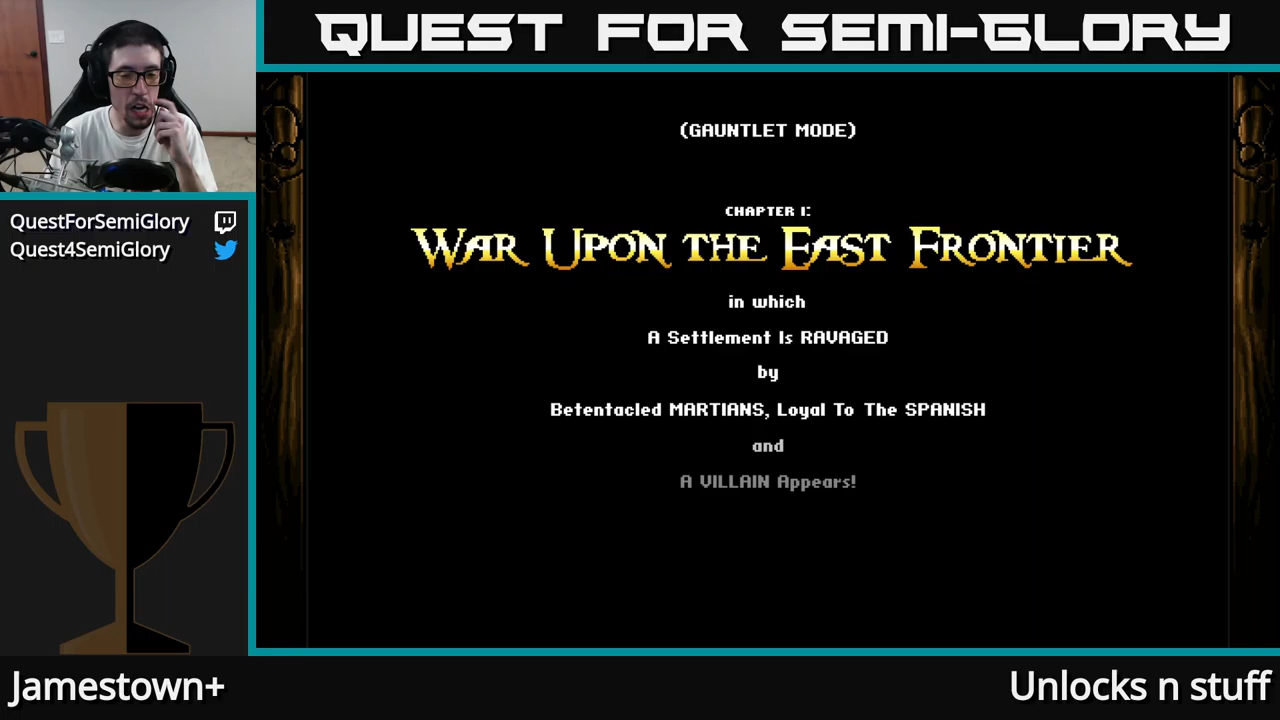 QUEST FOR SEMI-GLORY
QuestForSemiGlory
Quest4SemiGlory
(GAUNTLET MODE)
CHAPTER I:
WAR UPON THE EAST FRONTIER
in which
A Settlement Is RAVAGED
by
Betentacled MARTIANS, Loyal To The SPANISH
and
A VILLAIN Appears!
Jamestown+
Unlocks n stuff